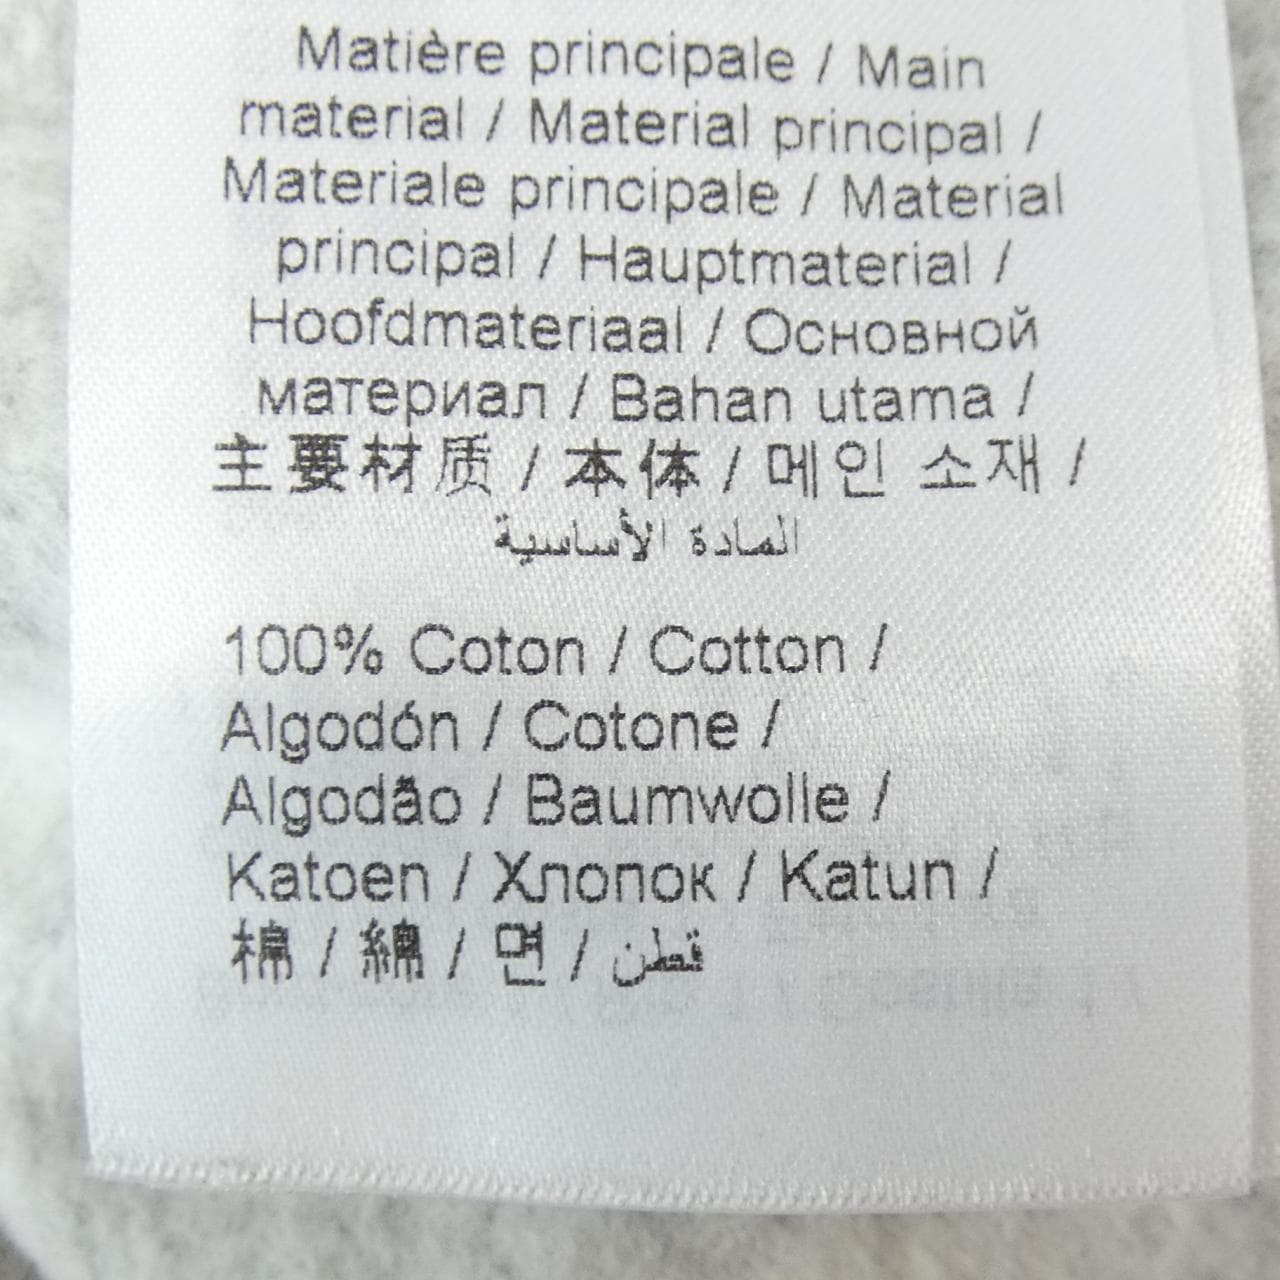 Matière principale / Main
material / Material principal /
Materiale principale / Material
principal / Hauptmaterial /
Hoofdmateriaal / Основной
материал / Bahan utama /
主要材质 / 本体 / 메인 소재 /
المادة الأساسية
100% Coton / Cotton /
Algodón / Cotone /
Algodão / Baumwolle /
Katoen / Хлопок / Katun /
棉 / 綿 / 면 / قطن